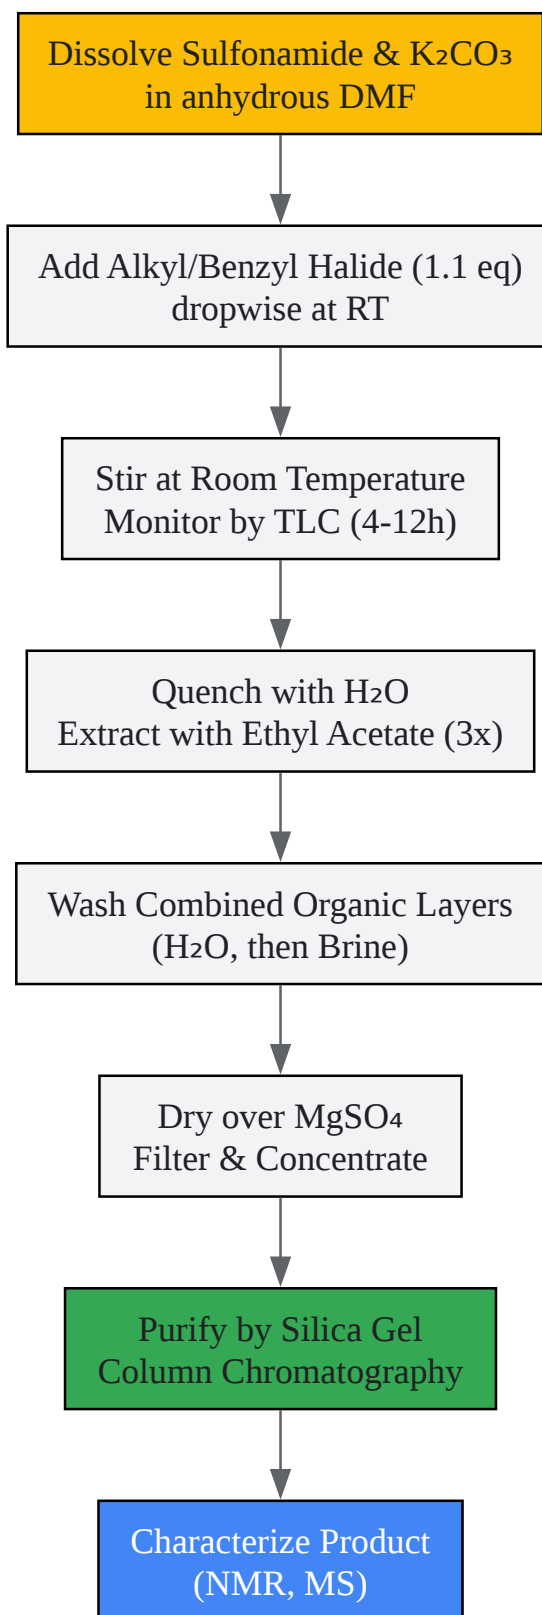 Dissolve Sulfonamide & K₂CO₃
in anhydrous DMF
Add Alkyl/Benzyl Halide (1.1 eq)
dropwise at RT
Stir at Room Temperature
Monitor by TLC (4-12h)
Quench with H₂O
Extract with Ethyl Acetate (3x)
Wash Combined Organic Layers
(H₂O, then Brine)
Dry over MgSO₄
Filter & Concentrate
Purify by Silica Gel
Column Chromatography
Characterize Product
(NMR, MS)